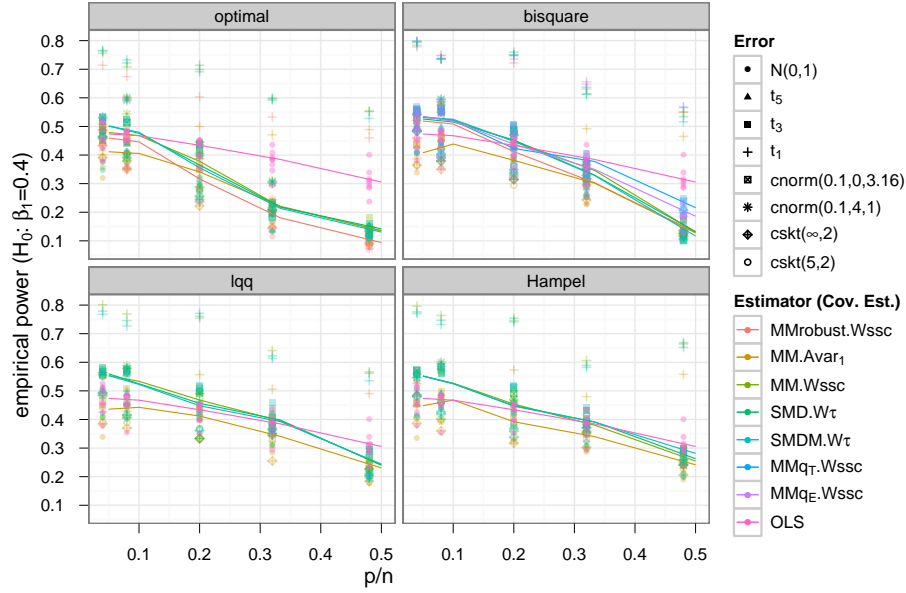 optimal
bisquare
0.8
0.7
0.6
0.5
0.4
0.3
0.2
0.1
lqq
Hampel
0.8
0.7
0.6
0.5
0.4
0.3
0.2
0.1
empirical power (H₀: β₁=0.4)
0.1 0.2 0.3 0.4 0.5
0.1 0.2 0.3 0.4 0.5
p/n
Error
N(0,1)
t₅
t₃
t₁
cnorm(0.1,0,3.16)
cnorm(0.1,4,1)
cskt(∞,2)
cskt(5,2)
Estimator (Cov. Est.)
MMrobust.Wssc
MM.Avar₁
MM.Wssc
SMD.Wτ
SMDM.Wτ
MMqT.Wssc
MMqE.Wssc
OLS